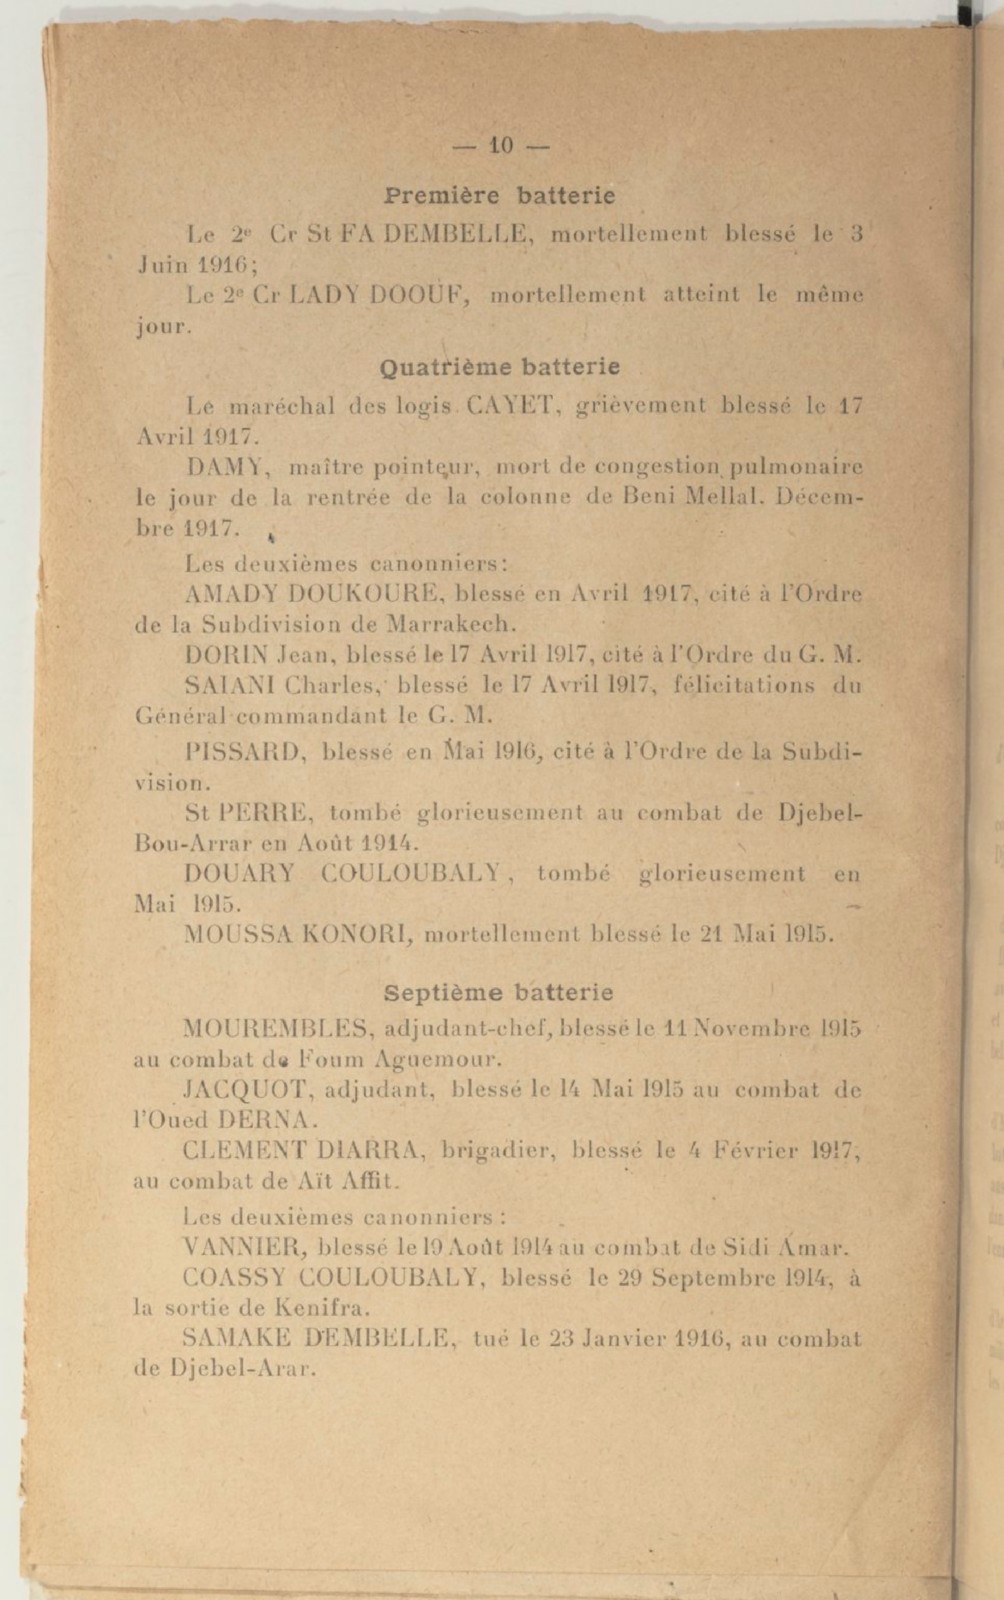 — 10 —
Première batterie
Le 2e Cr St FA DEMBELLE, mortellement blessé le 3
Juin 1916;
Le 2e Cr LADY DOOUF, mortellement atteint le même
jour.
Quatrième batterie
Le maréchal des logis CAYET, grièvement blessé le 17
Avril 1917.
DAMY, maître pointeur, mort de congestion pulmonaire
le jour de la rentrée de la colonne de Beni Mellal. Décem-
bre 1917.
Les deuxièmes canonniers:
AMADY DOUKOURE, blessé en Avril 1917, cité à l'Ordre
de la Subdivision de Marrakech.
DORIN Jean, blessé le 17 Avril 1917, cité à l'Ordre du G. M.
SAIANI Charles, blessé le 17 Avril 1917, félicitations du
Général commandant le G. M.
PISSARD, blessé en Mai 1916, cité à l'Ordre de la Subdi-
vision.
St PERRE, tombé glorieusement au combat de Djebel-
Bou-Arrar en Août 1914.
DOUARY COULOUBALY, tombé glorieusement en
Mai 1915.
MOUSSA KONORI, mortellement blessé le 21 Mai 1915.
Septième batterie
MOUREMBLES, adjudant-chef, blessé le 11 Novembre 1915
au combat de Foum Aguemour.
JACQUOT, adjudant, blessé le 14 Mai 1915 au combat de
l'Oued DERNA.
CLEMENT DIARRA, brigadier, blessé le 4 Février 1917,
au combat de Aït Affit.
Les deuxièmes canonniers :
VANNIER, blessé le 19 Août 1914 au combat de Sidi Amar.
COASSY COULOUBALY, blessé le 29 Septembre 1914, à
la sortie de Kenifra.
SAMAKE DEMBELLE, tué le 23 Janvier 1916, au combat
de Djebel-Arar.